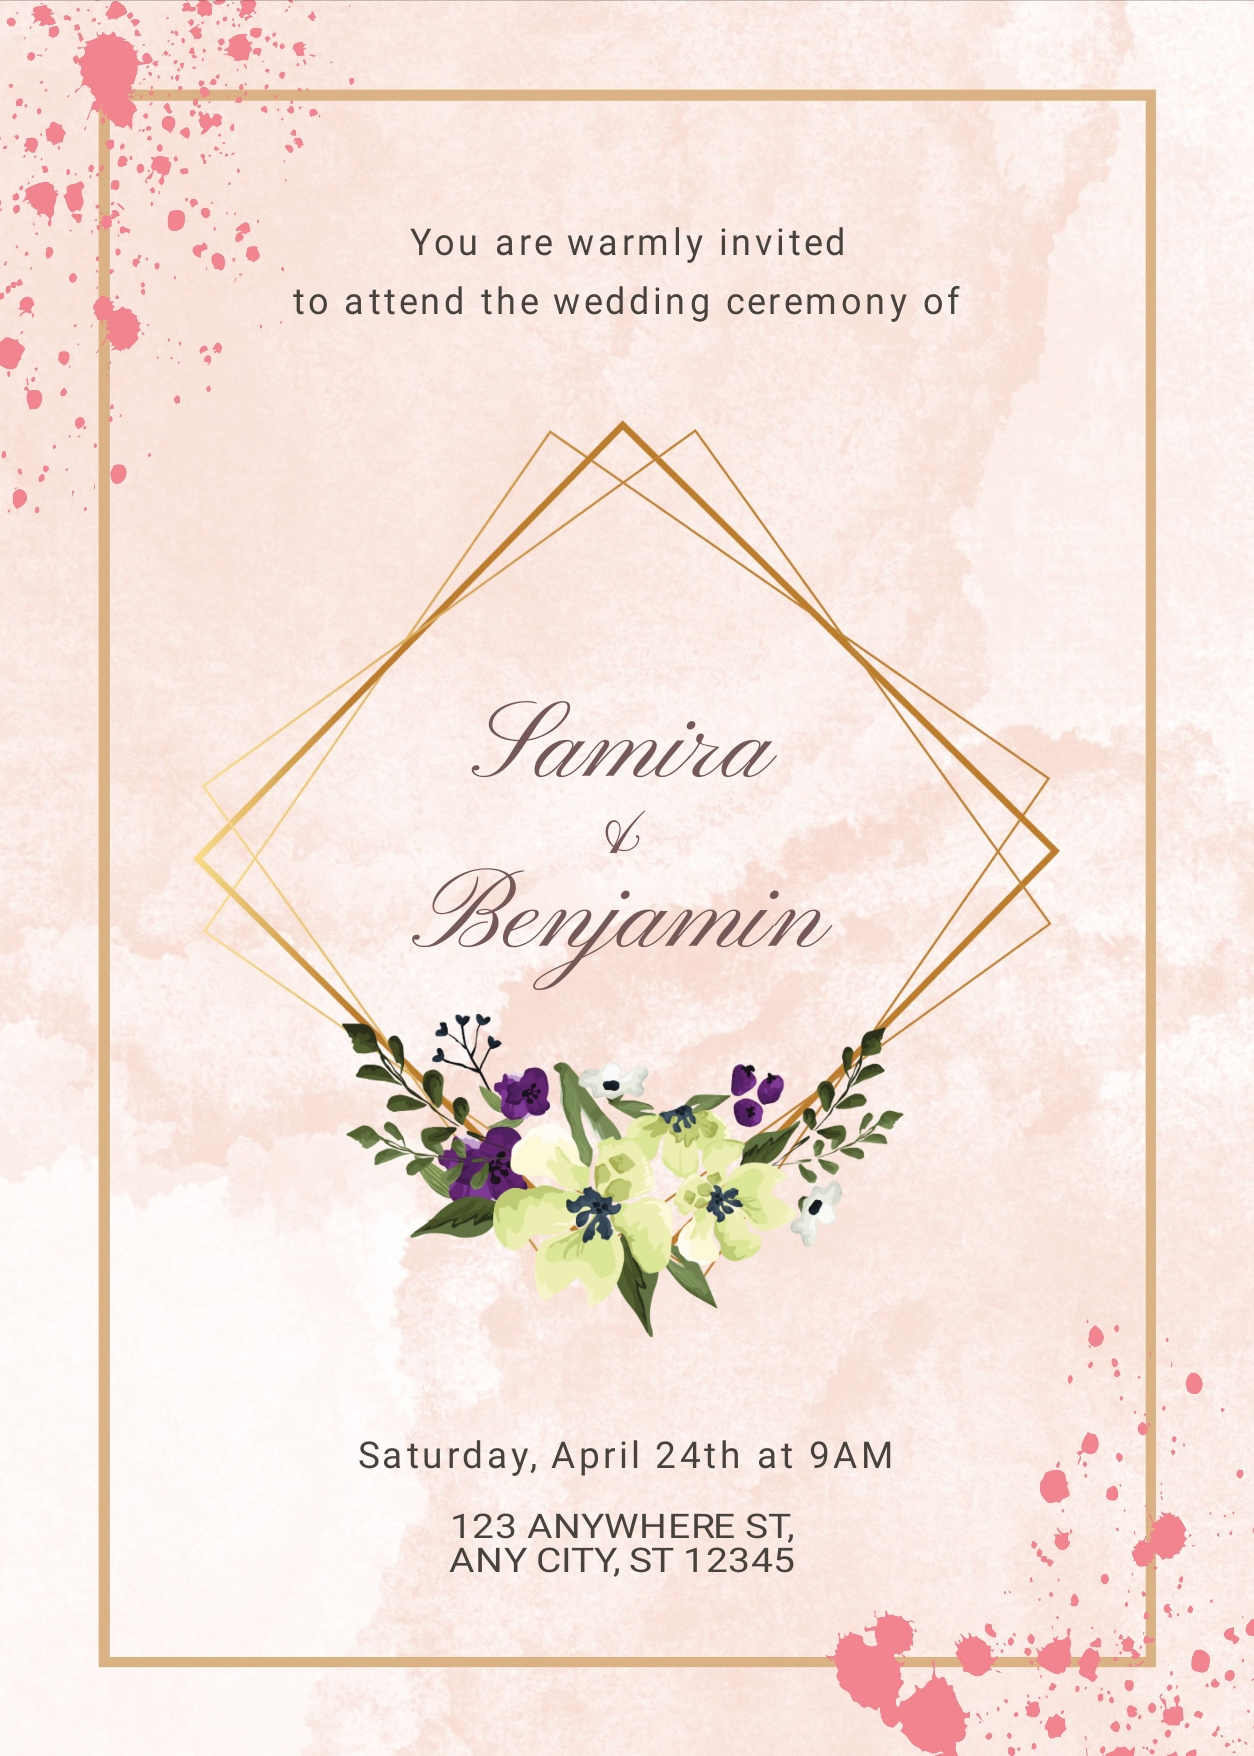 You are warmly invited
to attend the wedding ceremony of
Samira
&
Benjamin
Saturday, April 24th at 9AM
123 ANYWHERE ST,
ANY CITY, ST 12345